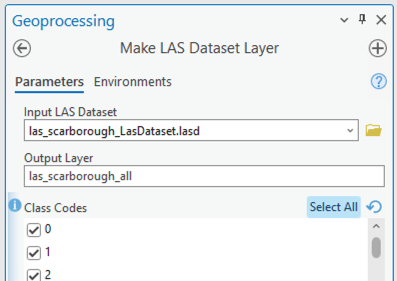 Geoprocessing
Make LAS Dataset Layer
Parameters Environments
Input LAS Dataset
las_scarborough_LasDataset.lasd
Output Layer
las_scarborough_all
Class Codes Select All
0
1
2